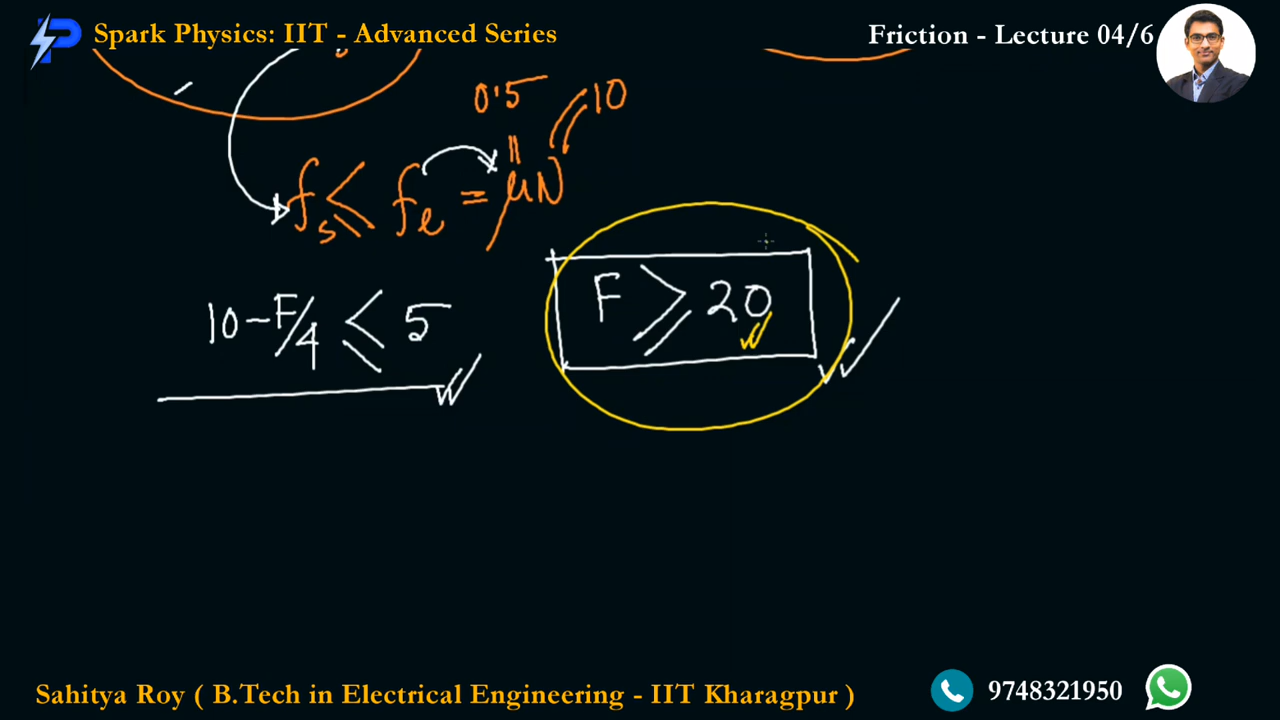 Spark Physics: IIT - Advanced Series
Friction - Lecture 04/6
0.5
10
fs ≤ fl = μN
10-F/4 ≤ 5
F ≥ 20
Sahitya Roy ( B.Tech in Electrical Engineering - IIT Kharagpur )
9748321950